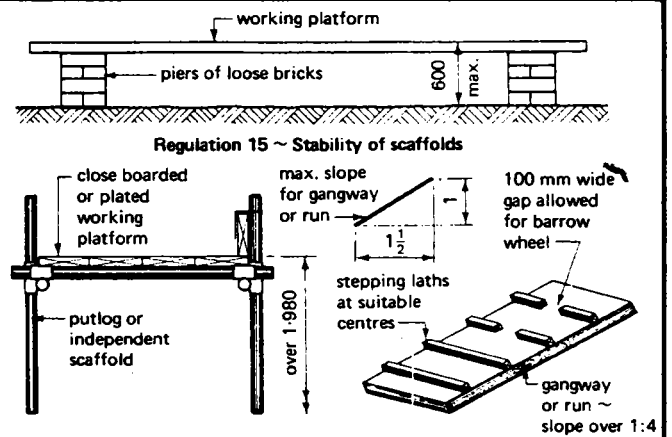 working platform
piers of loose bricks
600
max.
Regulation 15 ~ Stability of scaffolds
close boarded
or plated
working
platform
max. slope
for gangway
or run
1
1½
100 mm wide
gap allowed
for barrow
wheel
stepping laths
at suitable
centres
putlog or
independent
scaffold
over 1·980
gangway
or run ~
slope over 1:4